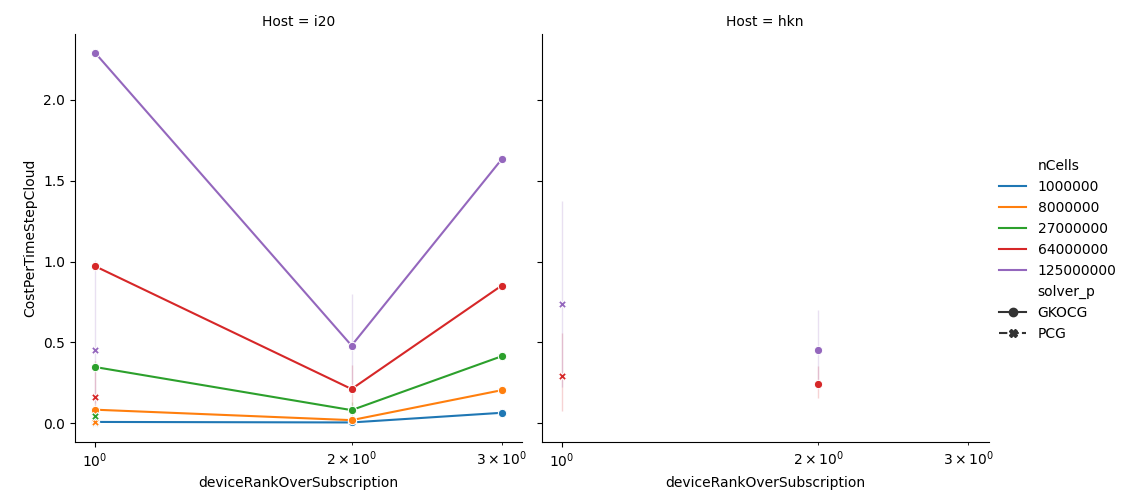 Host = i20
Host = hkn
CostPerTimeStepCloud
2.0
1.5
1.0
0.5
0.0
10⁰
2 × 10⁰
3 × 10⁰
10⁰
2 × 10⁰
3 × 10⁰
deviceRankOverSubscription
deviceRankOverSubscription
nCells
1000000
8000000
27000000
64000000
125000000
solver_p
GKOCG
PCG